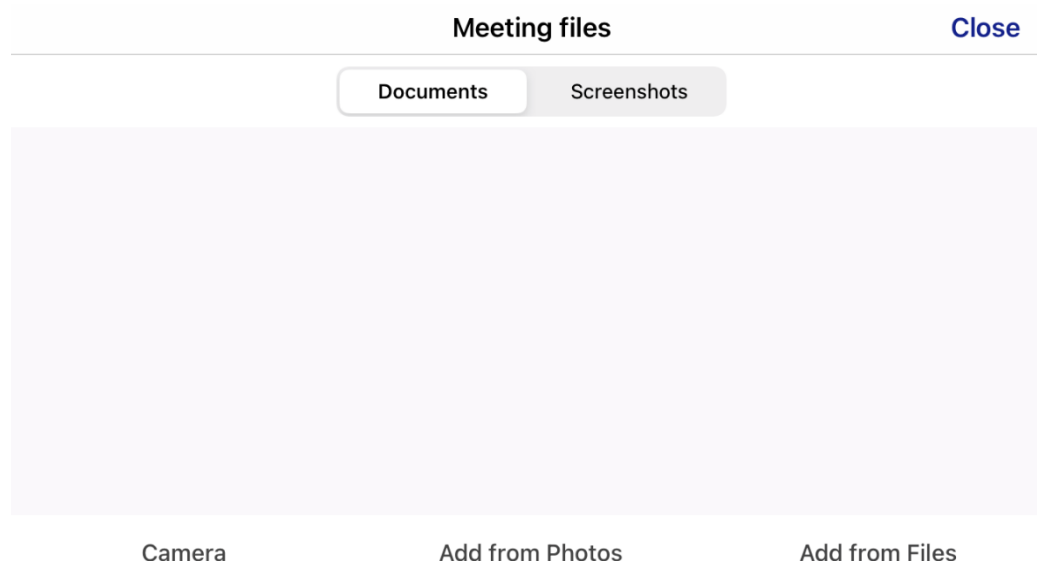 Meeting files Close
Documents Screenshots
Camera Add from Photos Add from Files